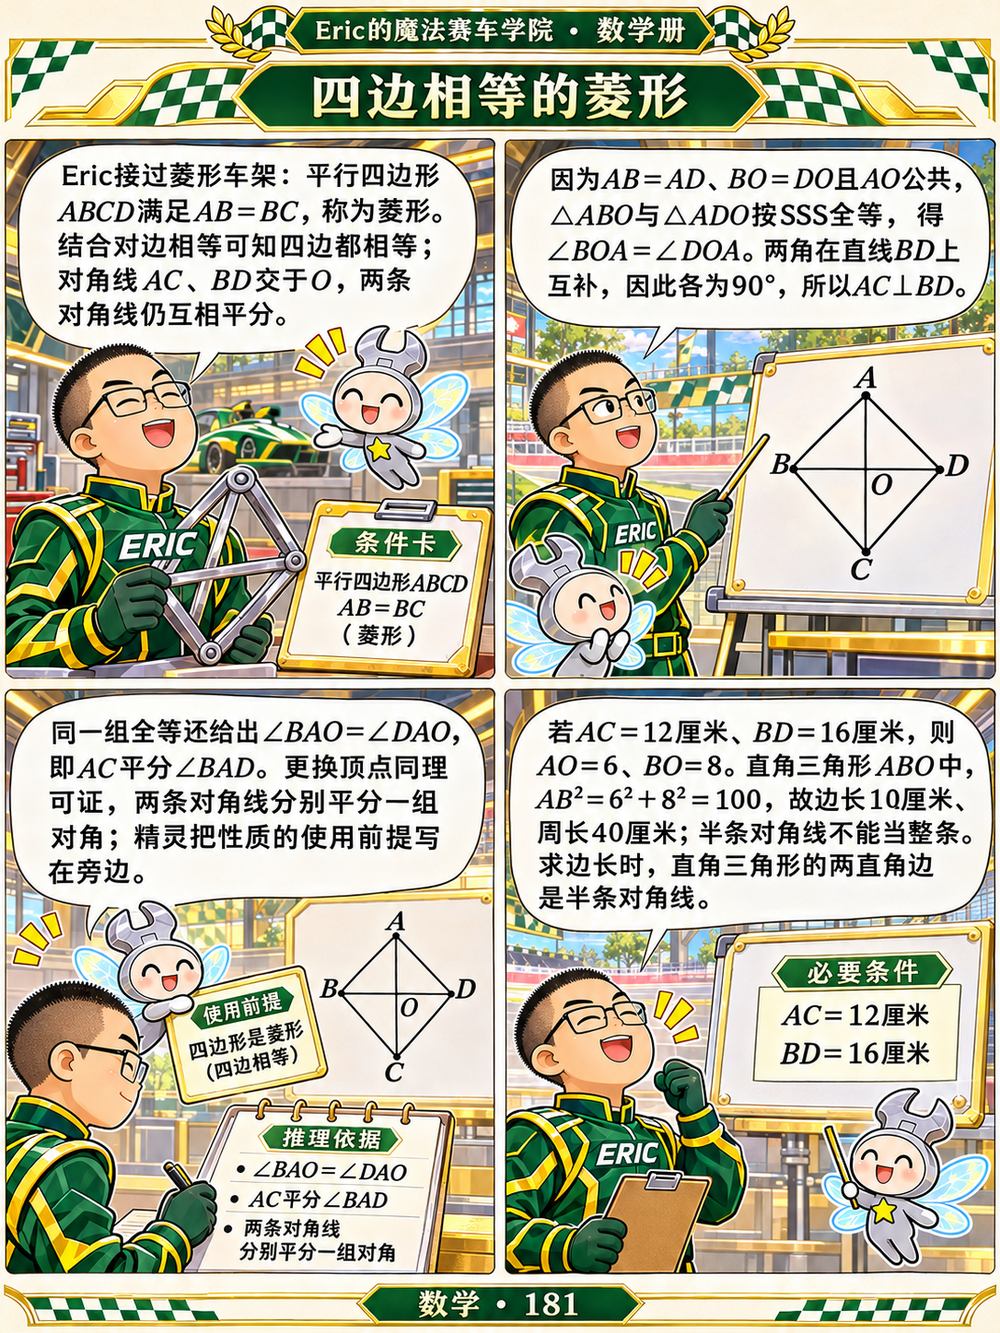 Eric的魔法赛车学院 · 数学册
四边相等的菱形
Eric接过菱形车架：平行四边形
ABCD满足AB=BC，称为菱形。
结合对边相等可知四边都相等；
对角线AC、BD交于O，两条
对角线仍互相平分。
ERIC
条件卡
平行四边形ABCD
AB=BC
（菱形）
因为AB=AD、BO=DO且AO公共，
△ABO与△ADO按SSS全等，得
∠BOA=∠DOA。两角在直线BD上
互补，因此各为90°，所以AC⊥BD。
ERIC
A
B
D
O
C
同一组全等还给出∠BAO=∠DAO，
即AC平分∠BAD。更换顶点同理
可证，两条对角线分别平分一组
对角；精灵把性质的使用前提写
在旁边。
使用前提
四边形是菱形
(四边相等)
A
B
D
O
C
推理依据
• ∠BAO=∠DAO
• AC平分∠BAD
• 两条对角线
分别平分一组对角
若AC=12厘米、BD=16厘米，则
AO=6、BO=8。直角三角形ABO中，
AB²=6²+8²=100，故边长10厘米、
周长40厘米；半条对角线不能当整条。
求边长时，直角三角形的两直角边
是半条对角线。
必要条件
AC=12厘米
BD=16厘米
ERIC
数学 · 181